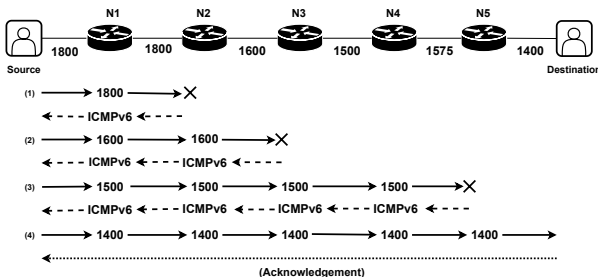 N1 N2 N3 N4 N5
1800 1800 1600 1500 1575 1400
Source Destination
(1) 1800
ICMPv6
(2) 1600 1600
ICMPv6 ICMPv6
(3) 1500 1500 1500 1500
ICMPv6 ICMPv6 ICMPv6 ICMPv6
(4) 1400 1400 1400 1400 1400
(Acknowledgement)